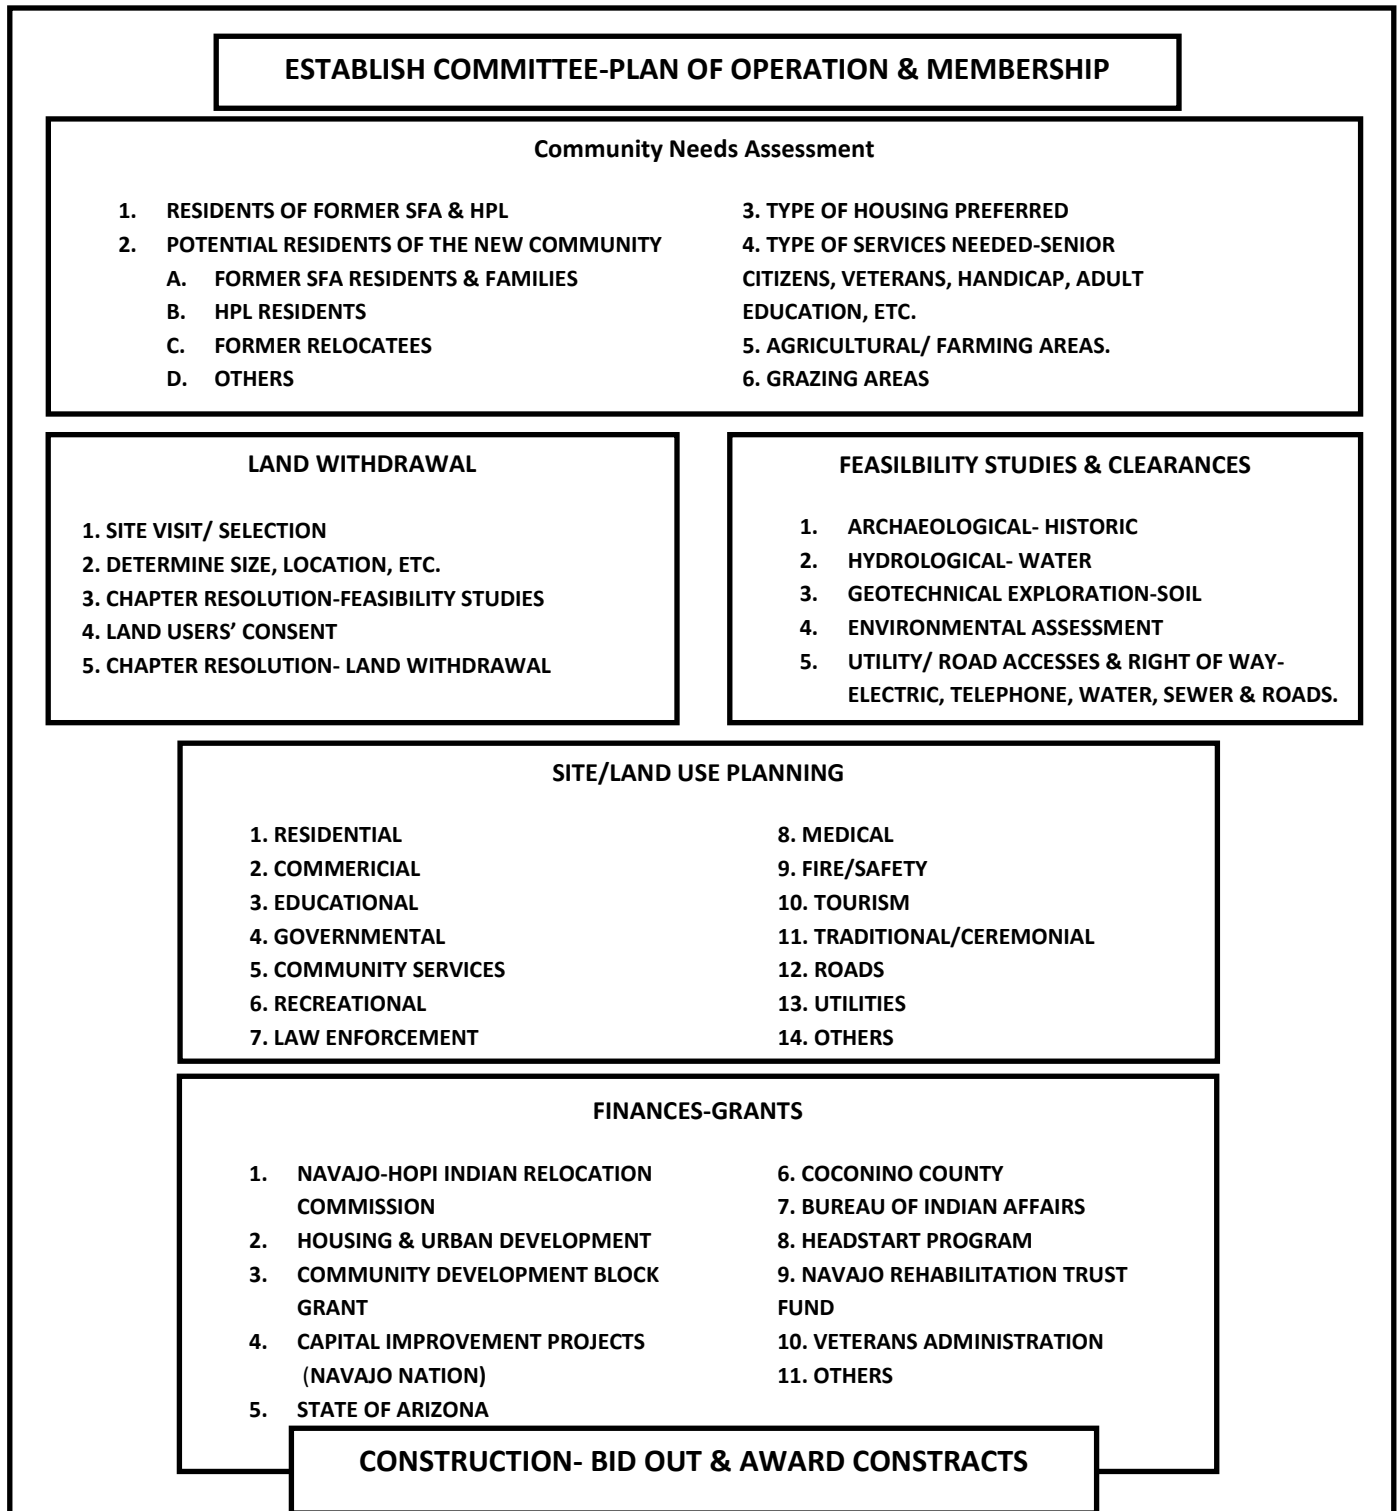 ESTABLISH COMMITTEE-PLAN OF OPERATION & MEMBERSHIP
Community Needs Assessment
1. RESIDENTS OF FORMER SFA & HPL
2. POTENTIAL RESIDENTS OF THE NEW COMMUNITY
A. FORMER SFA RESIDENTS & FAMILIES
B. HPL RESIDENTS
C. FORMER RELOCATEES
D. OTHERS
3. TYPE OF HOUSING PREFERRED
4. TYPE OF SERVICES NEEDED-SENIOR
CITIZENS, VETERANS, HANDICAP, ADULT
EDUCATION, ETC.
5. AGRICULTURAL/ FARMING AREAS.
6. GRAZING AREAS
LAND WITHDRAWAL
1. SITE VISIT/ SELECTION
2. DETERMINE SIZE, LOCATION, ETC.
3. CHAPTER RESOLUTION-FEASIBILITY STUDIES
4. LAND USERS’ CONSENT
5. CHAPTER RESOLUTION- LAND WITHDRAWAL
FEASILBILITY STUDIES & CLEARANCES
1. ARCHAEOLOGICAL- HISTORIC
2. HYDROLOGICAL- WATER
3. GEOTECHNICAL EXPLORATION-SOIL
4. ENVIRONMENTAL ASSESSMENT
5. UTILITY/ ROAD ACCESSES & RIGHT OF WAY-
ELECTRIC, TELEPHONE, WATER, SEWER & ROADS.
SITE/LAND USE PLANNING
1. RESIDENTIAL
2. COMMERICIAL
3. EDUCATIONAL
4. GOVERNMENTAL
5. COMMUNITY SERVICES
6. RECREATIONAL
7. LAW ENFORCEMENT
8. MEDICAL
9. FIRE/SAFETY
10. TOURISM
11. TRADITIONAL/CEREMONIAL
12. ROADS
13. UTILITIES
14. OTHERS
FINANCES-GRANTS
1. NAVAJO-HOPI INDIAN RELOCATION
COMMISSION
2. HOUSING & URBAN DEVELOPMENT
3. COMMUNITY DEVELOPMENT BLOCK
GRANT
4. CAPITAL IMPROVEMENT PROJECTS
(NAVAJO NATION)
5. STATE OF ARIZONA
6. COCONINO COUNTY
7. BUREAU OF INDIAN AFFAIRS
8. HEADSTART PROGRAM
9. NAVAJO REHABILITATION TRUST
FUND
10. VETERANS ADMINISTRATION
11. OTHERS
CONSTRUCTION- BID OUT & AWARD CONSTRACTS